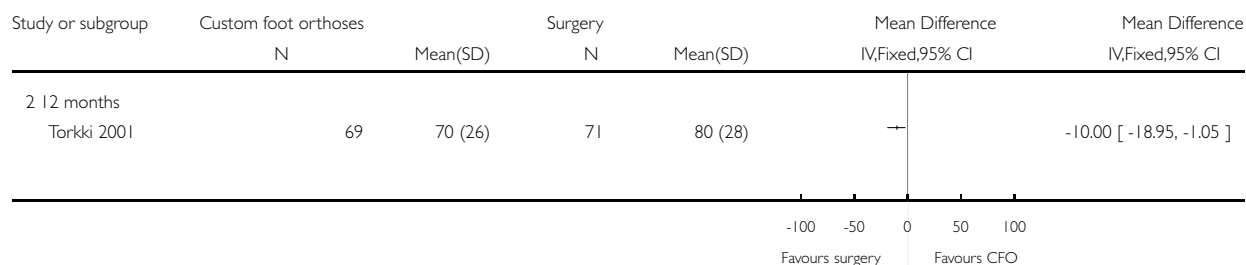 Study or subgroup Custom foot orthoses Surgery Mean Difference Mean Difference
N Mean(SD) N Mean(SD) IV,Fixed,95% CI IV,Fixed,95% CI
2 12 months
Torkki 2001 69 70 (26) 71 80 (28) -10.00 [ -18.95, -1.05 ]
-100 -50 0 50 100
Favours surgery Favours CFO